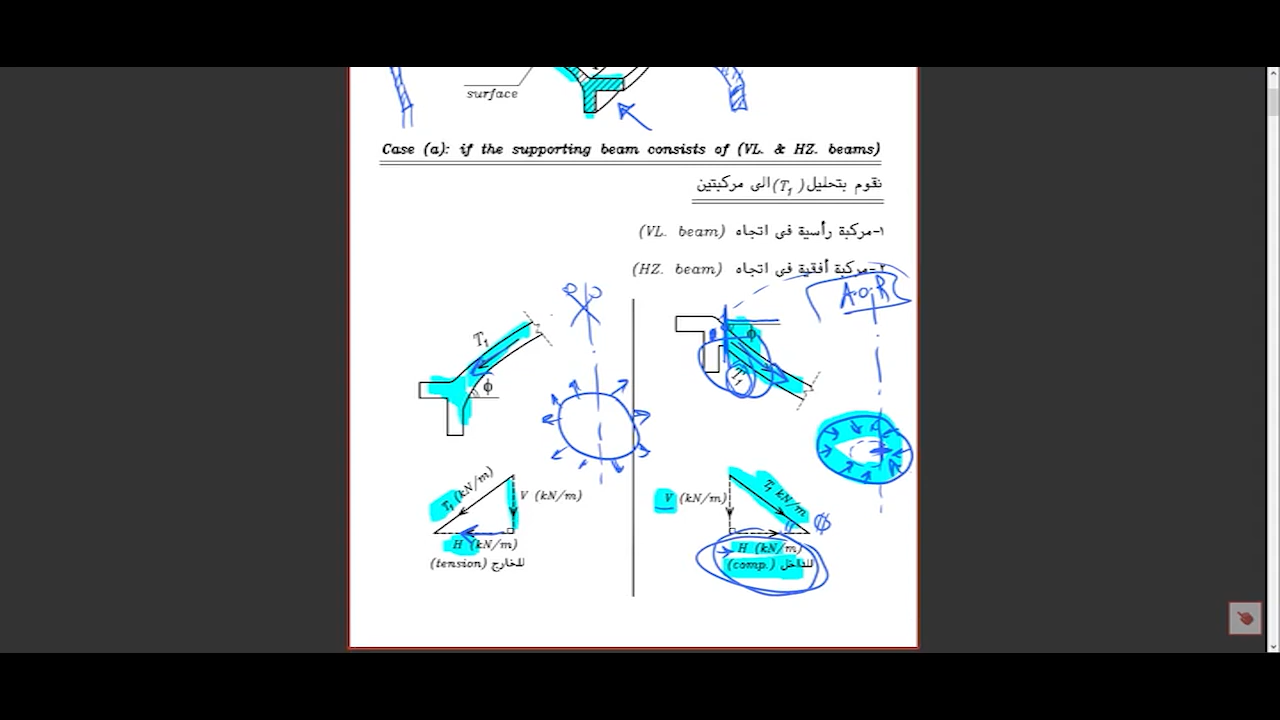 surface
Case (a): if the supporting beam consists of (VL. & HZ. beams)
نقوم بتحليل (T1) الى مركبتين
١-مركبة رأسية فى اتجاه (VL. beam)
٢-مركبة أفقية فى اتجاه (HZ. beam)
A.O.R
T1
ϕ
ϕ
T1
T1 (kN/m)
V (kN/m)
H (kN/m)
(tension) للخارج
V (kN/m)
T1 kN/m
ϕ
H (kN/m)
(comp.) للداخل